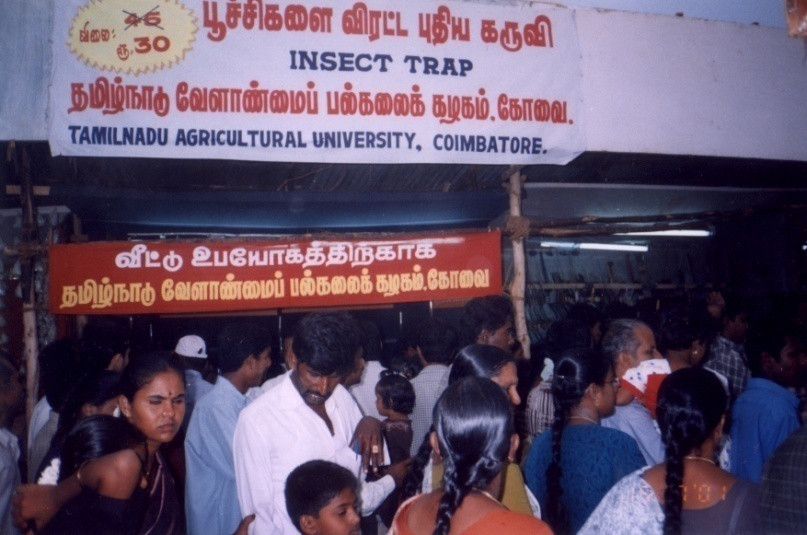 விலை: 45
ரூ.30
பூச்சிகளை விரட்ட புதிய கருவி
INSECT TRAP
தமிழ்நாடு வேளாண்மைப் பல்கலைக் கழகம், கோவை.
TAMILNADU AGRICULTURAL UNIVERSITY, COIMBATORE.
வீட்டு உபயோகத்திற்காக
தமிழ்நாடு வேளாண்மைப் பல்கலைக் கழகம், கோவை